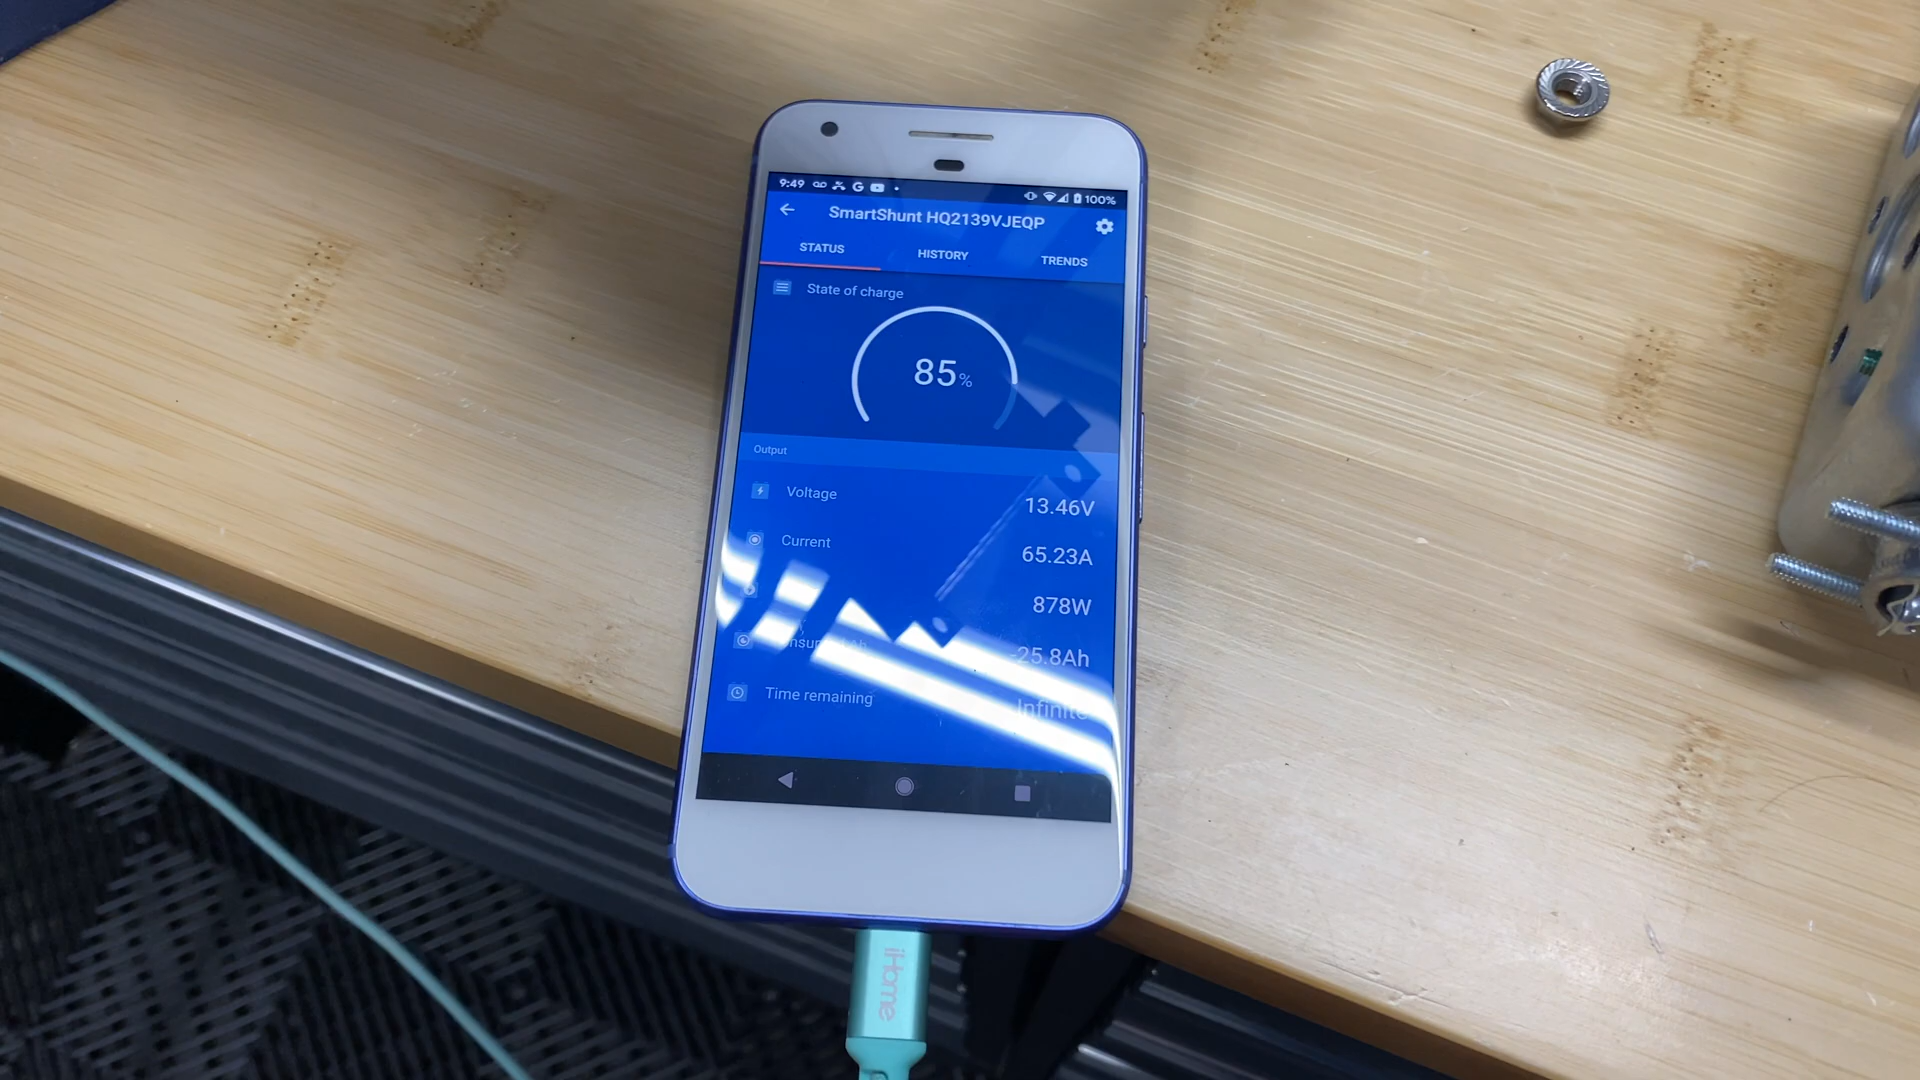 9:49 100%
SmartShunt HQ2139VJEQP
STATUS HISTORY TRENDS
State of charge
85%
Output
Voltage 13.46V
Current 65.23A
878W
-25.8Ah
Time remaining Infinite
iHome